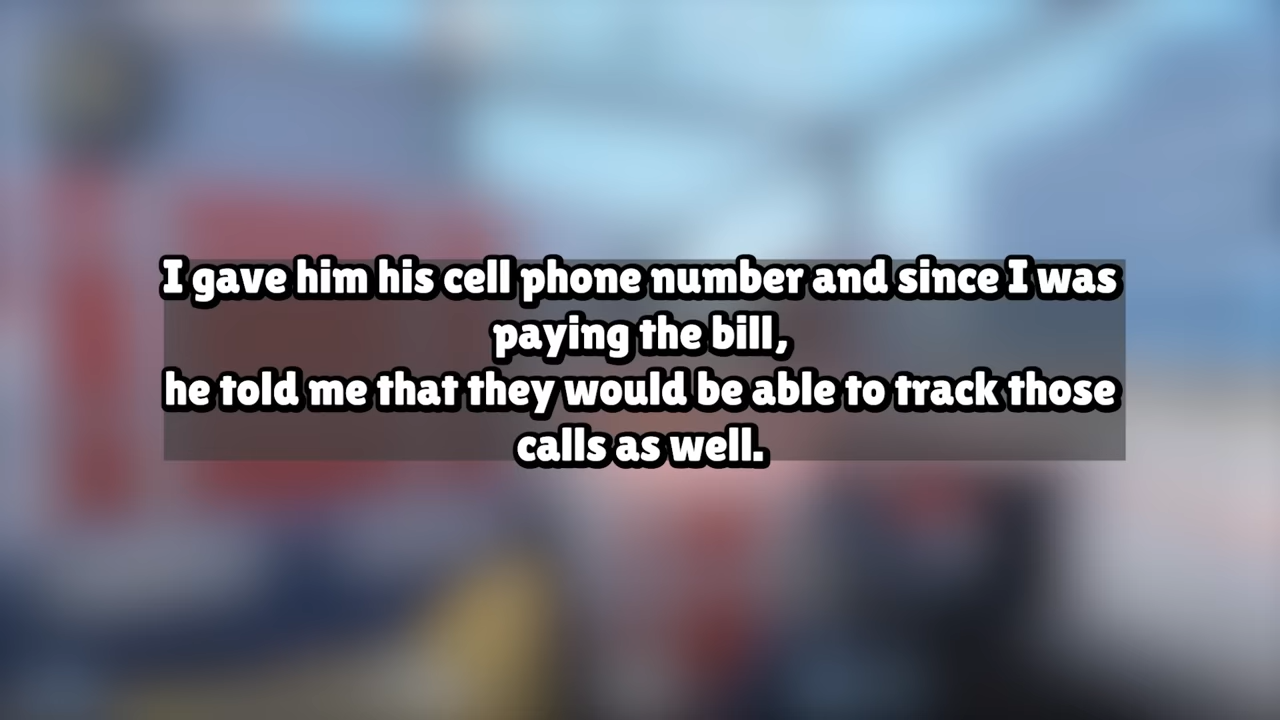 I gave him his cell phone number and since I was
paying the bill,
he told me that they would be able to track those
calls as well.